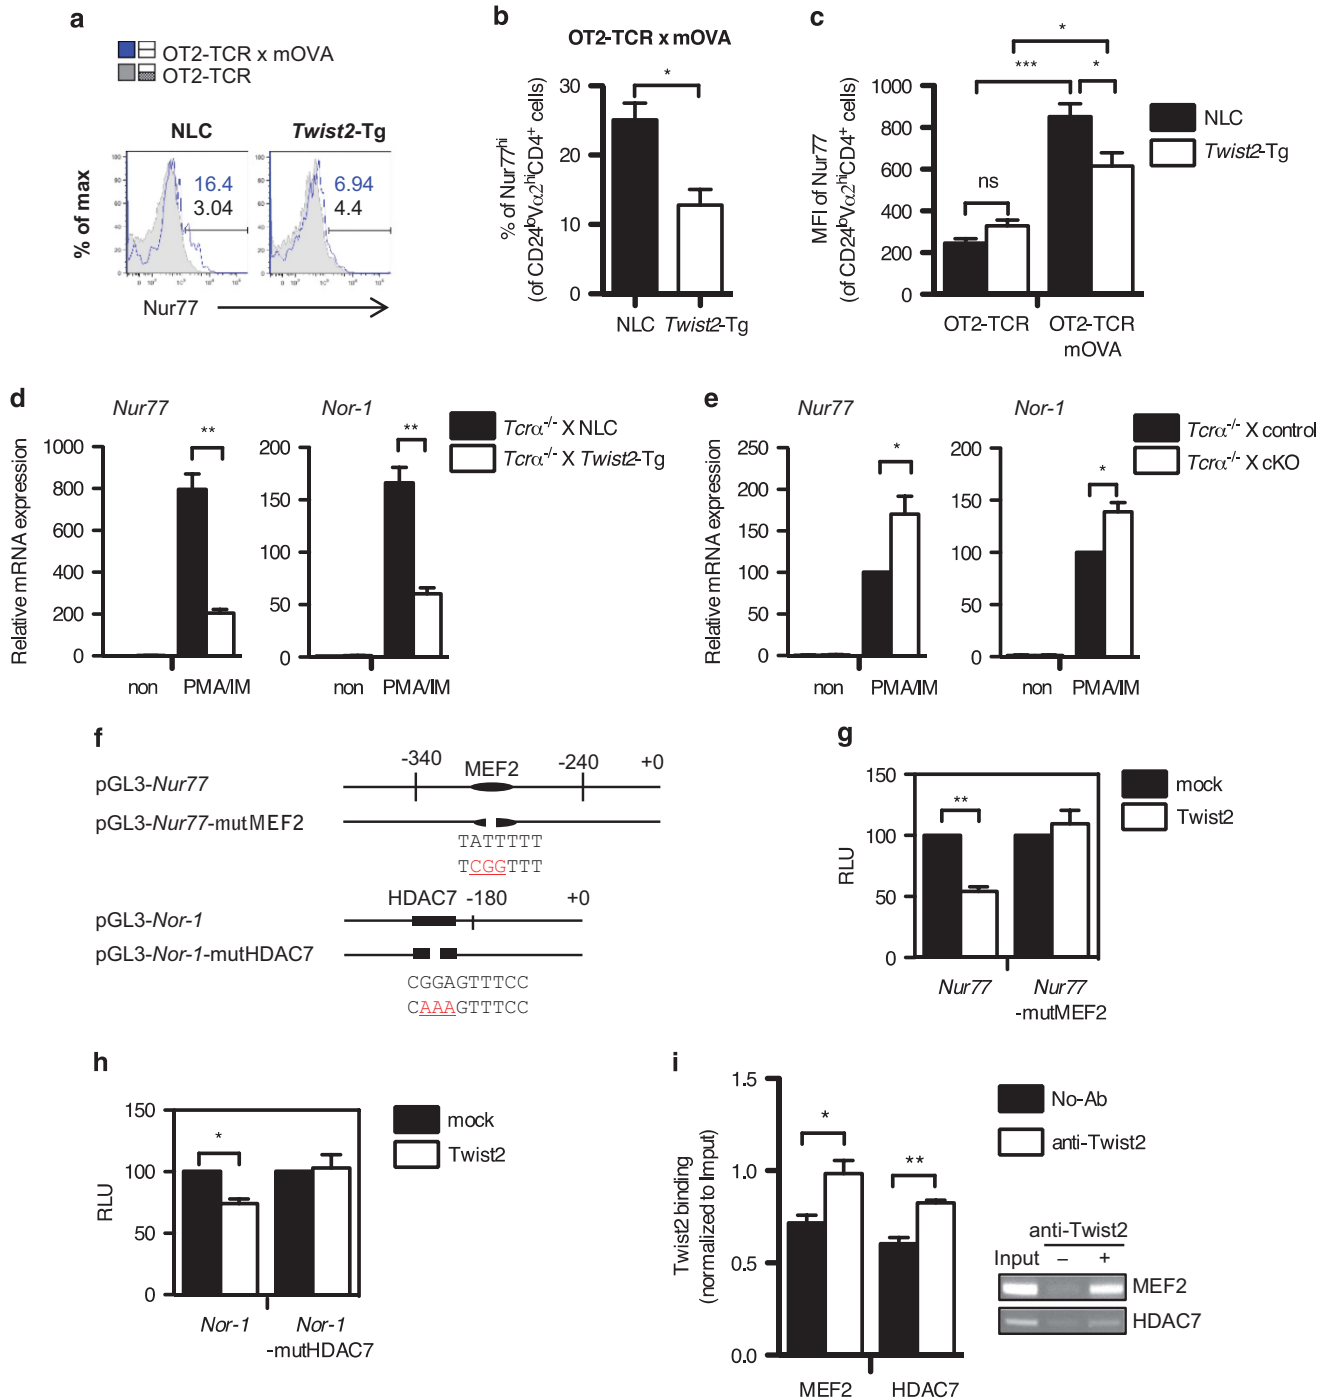 a
OT2-TCR x mOVA
OT2-TCR
NLC
Twist2-Tg
% of max
16.4
3.04
6.94
4.4
Nur77
b
OT2-TCR x mOVA
% of Nur77hi
(of CD24loVα2hiCD4+ cells)
30
20
10
0
*
NLC Twist2-Tg
c
MFI of Nur77
(of CD24loVα2hiCD4+ cells)
1000
800
600
400
200
0
*
***
*
ns
OT2-TCR
OT2-TCR
mOVA
NLC
Twist2-Tg
d
Nur77
Nor-1
Relative mRNA expression
1000
800
600
400
200
0
**
non PMA/IM
200
150
100
50
0
**
non PMA/IM
Tcrα-/- X NLC
Tcrα-/- X Twist2-Tg
e
Nur77
Nor-1
Relative mRNA expression
250
200
150
100
50
0
*
non PMA/IM
200
150
100
50
0
*
non PMA/IM
Tcrα-/- X control
Tcrα-/- X cKO
f
-340 MEF2 -240 +0
pGL3-Nur77
pGL3-Nur77-mutMEF2
TATTTTT
TCGGTTT
HDAC7 -180 +0
pGL3-Nor-1
pGL3-Nor-1-mutHDAC7
CGGAGTTTCC
CAAAGTTTCC
g
RLU
150
100
50
0
**
Nur77
Nur77
-mutMEF2
mock
Twist2
h
RLU
150
100
50
0
*
Nor-1
Nor-1
-mutHDAC7
mock
Twist2
i
Twist2 binding
(normalized to Imput)
1.5
1.0
0.5
0.0
*
**
MEF2 HDAC7
No-Ab
anti-Twist2
anti-Twist2
Input – +
MEF2
HDAC7